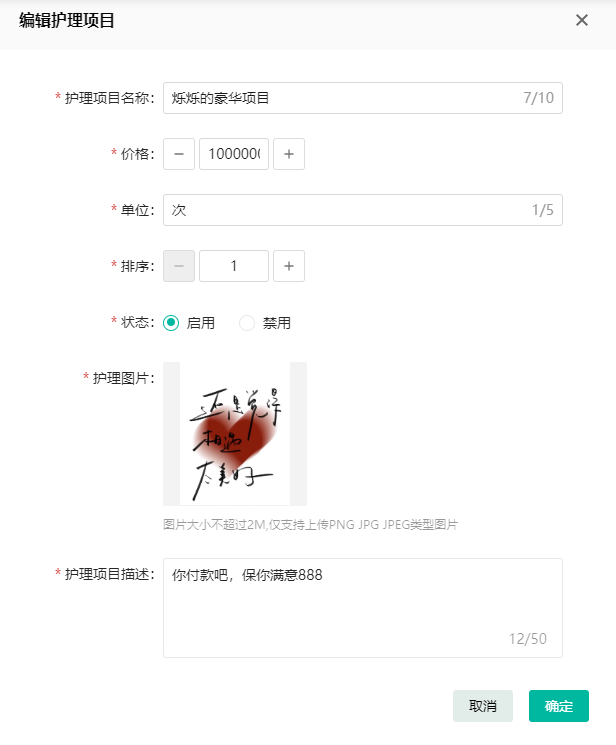 编辑护理项目
* 护理项目名称：
烁烁的豪华项目
7/10
* 价格：
1000000
* 单位：
次
1/5
* 排序：
1
* 状态：
启用
禁用
* 护理图片：
还是觉得
相遇
太美好
图片大小不超过2M,仅支持上传PNG JPG JPEG类型图片
* 护理项目描述：
你付款吧，保你满意888
12/50
取消
确定